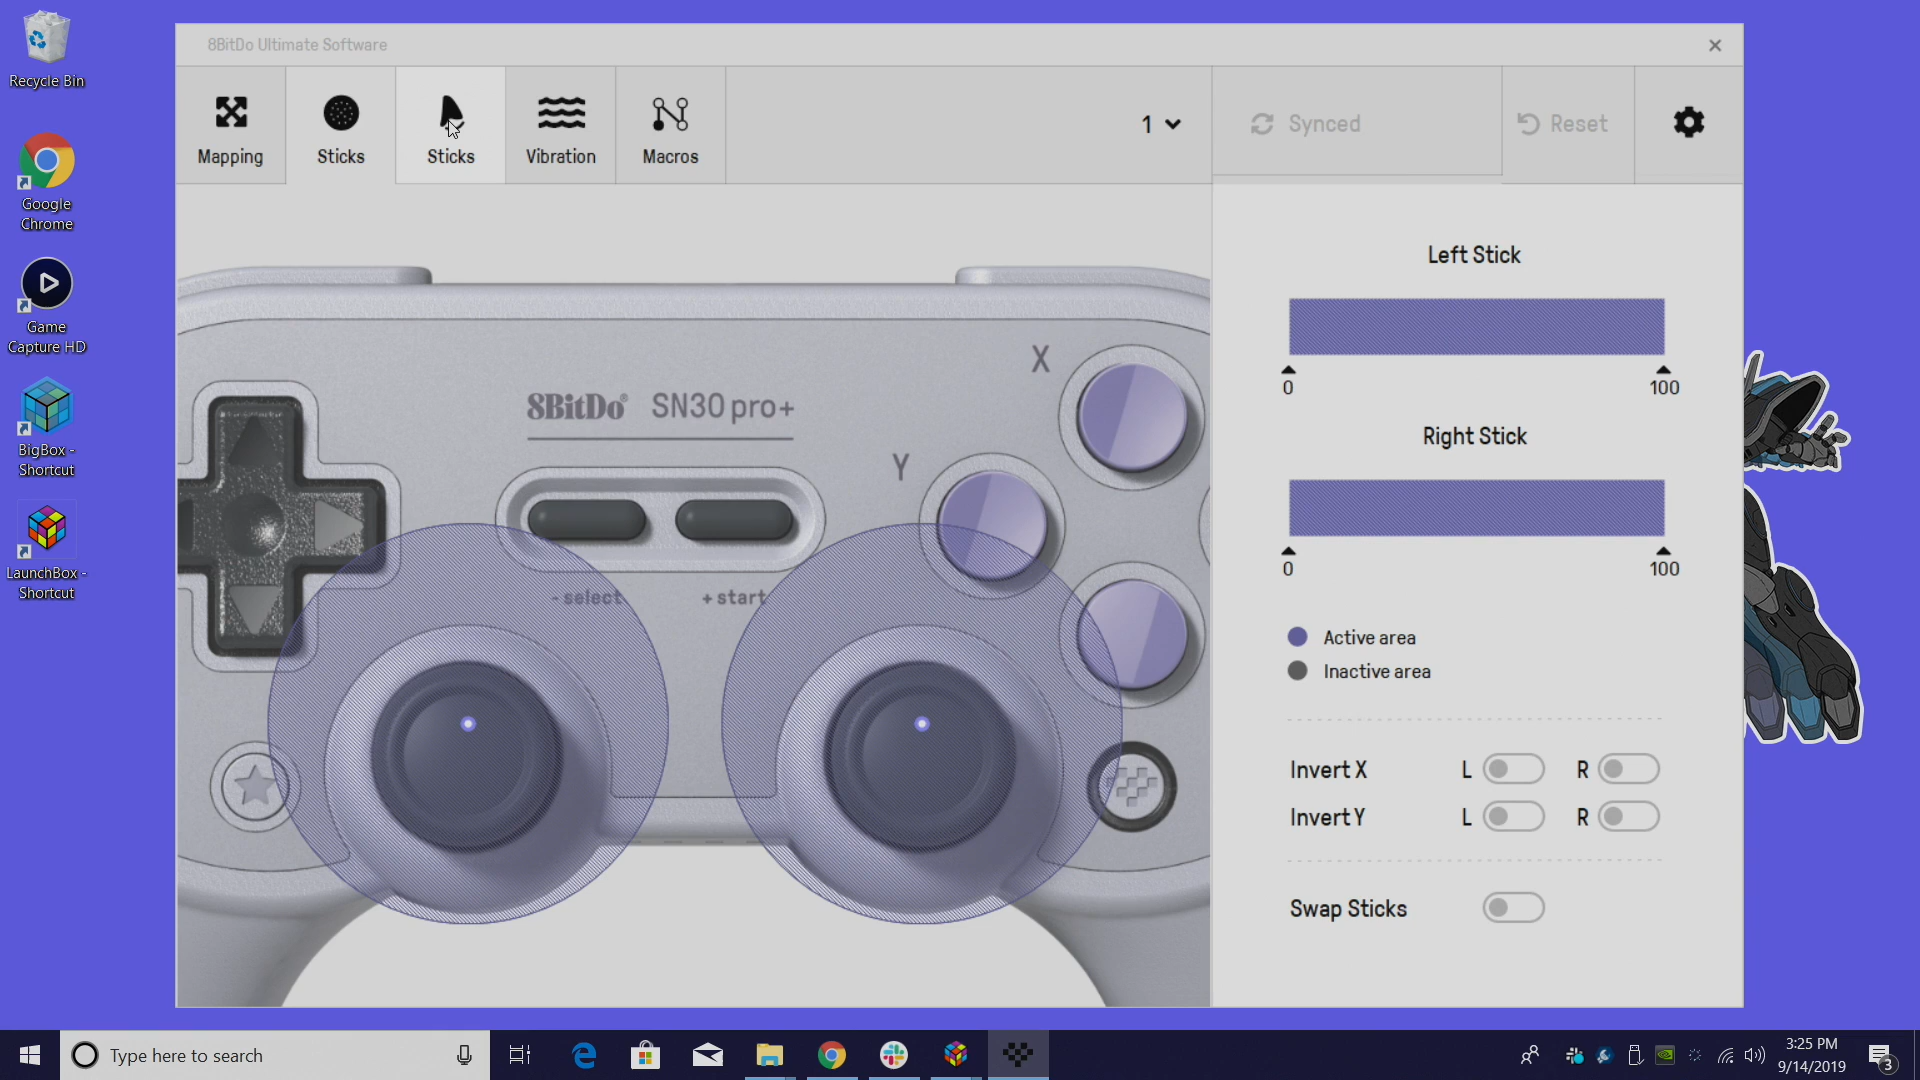 Recycle Bin
Google
Chrome
Game
Capture HD
BigBox -
Shortcut
LaunchBox -
Shortcut
8BitDo Ultimate Software
Mapping
Sticks
Sticks
Vibration
Macros
1
Synced
Reset
8BitDo® SN30 pro+
X
Y
- select
+ start
Left Stick
0
100
Right Stick
0
100
Active area
Inactive area
Invert X
L
R
Invert Y
L
R
Swap Sticks
Type here to search
3:25 PM
9/14/2019
3